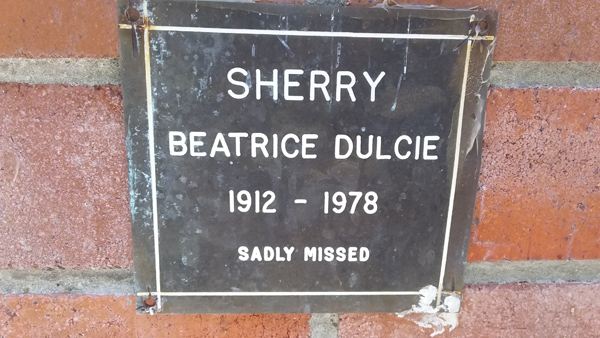 SHERRY
BEATRICE DULCIE
1912 - 1978
SADLY MISSED